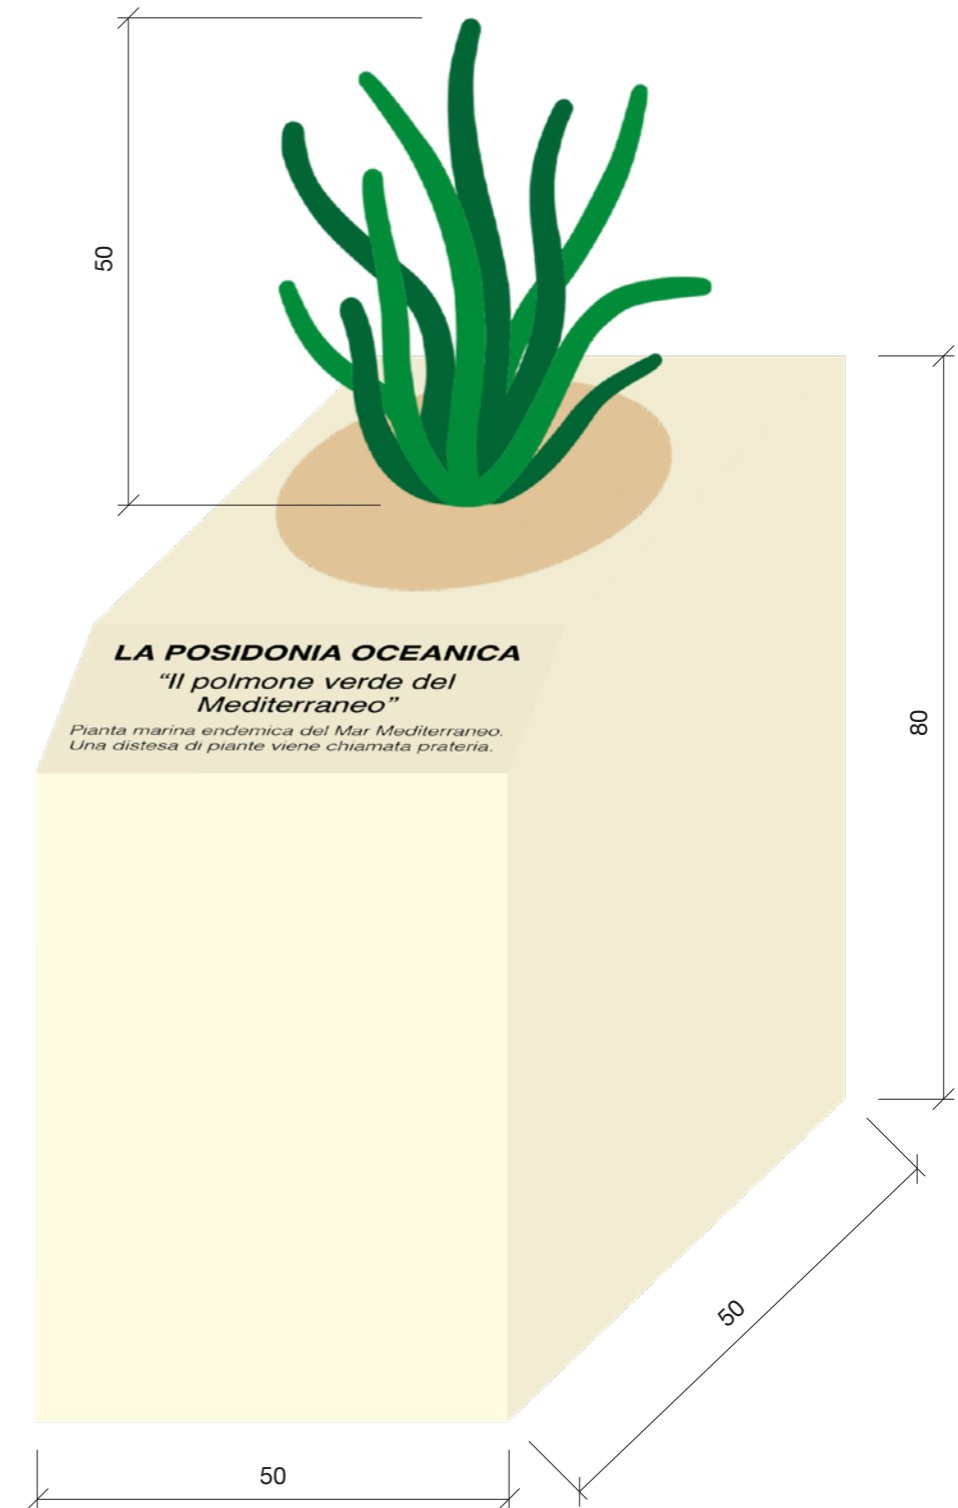 50
LA POSIDONIA OCEANICA
“Il polmone verde del
Mediterraneo”
Pianta marina endemica del Mar Mediterraneo.
Una distesa di piante viene chiamata prateria.
80
50
50